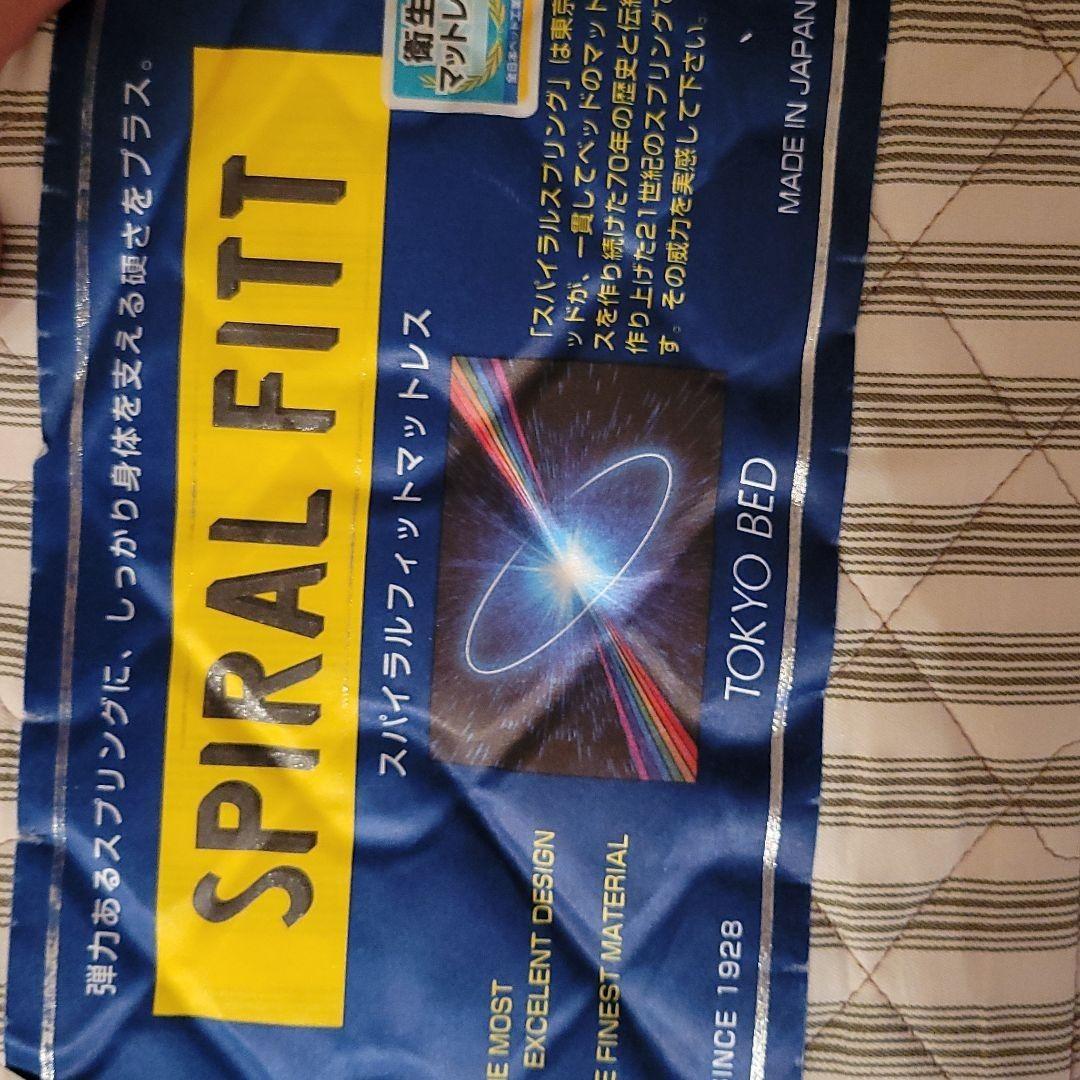 弾力あるスプリングに、しっかり身体を支える硬さをプラス。
SPIRAL FITT
スパイラルフィットマットレス
衛生
マットレ
THE MOST
EXCELENT DESIGN
FINEST MATERIAL
「スパイラルスプリング」は東京
ッドが、一貫してベッドのマット
スを作り続けた70年の歴史と伝統
作り上げた21世紀のスプリングで
す。その威力を実感して下さい。
SINCE 1928
TOKYO BED
MADE IN JAPAN